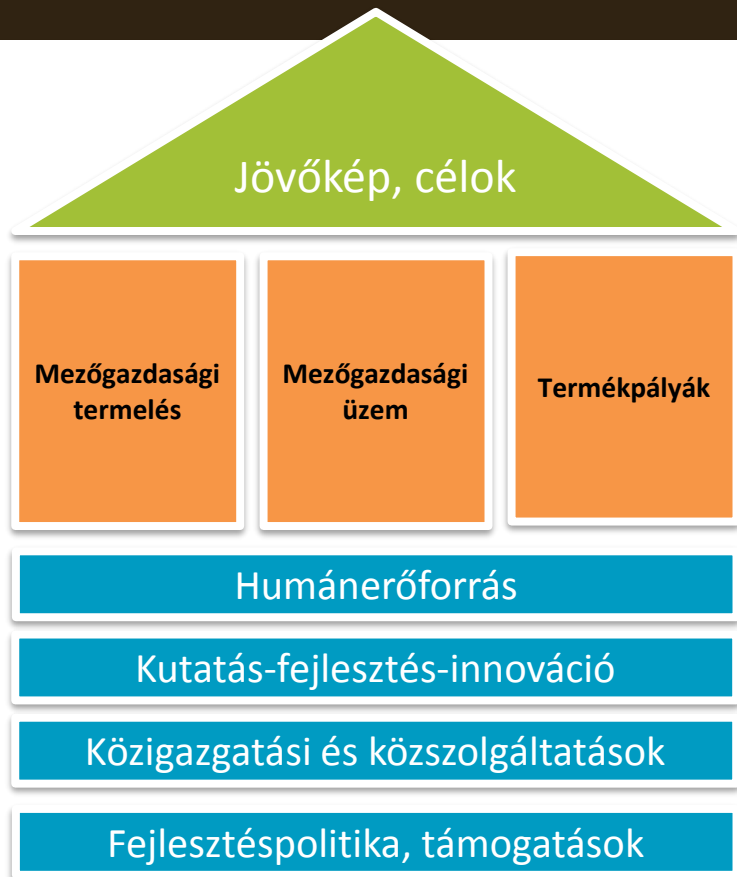 Jövőkép, célok
Mezőgazdasági
termelés
Mezőgazdasági
üzem
Termékpályák
Humánerőforrás
Kutatás-fejlesztés-innováció
Közigazgatási és közszolgáltatások
Fejlesztéspolitika, támogatások